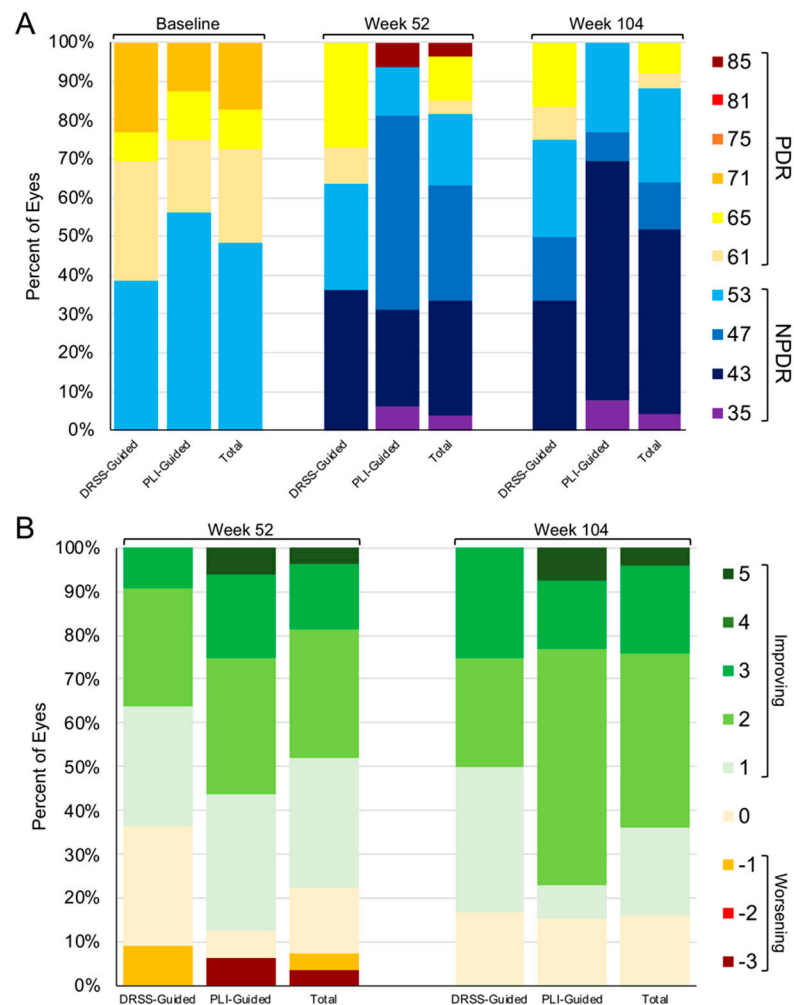 A
Baseline
Week 52
Week 104
100%
90%
80%
70%
60%
50%
40%
30%
20%
10%
0%
Percent of Eyes
DRSS-Guided
PLI-Guided
Total
DRSS-Guided
PLI-Guided
Total
DRSS-Guided
PLI-Guided
Total
85
81
75
71
65
61
53
47
43
35
PDR
NPDR
B
Week 52
Week 104
100%
90%
80%
70%
60%
50%
40%
30%
20%
10%
0%
Percent of Eyes
DRSS-Guided
PLI-Guided
Total
DRSS-Guided
PLI-Guided
Total
5
4
3
2
1
0
-1
-2
-3
Improving
Worsening